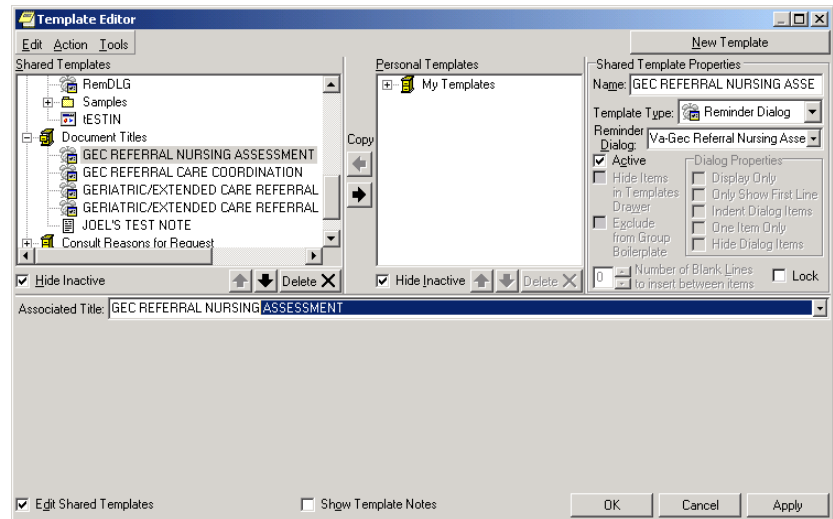 Template Editor
Edit Action Tools
New Template
Shared Templates
RemDLG
Samples
tESTIN
Document Titles
GEC REFERRAL NURSING ASSESSMENT
GEC REFERRAL CARE COORDINATION
GERIATRIC/EXTENDED CARE REFERRAL
GERIATRIC/EXTENDED CARE REFERRAL
JOEL'S TEST NOTE
Consult Reasons for Request
Hide Inactive
Delete
Copy
Personal Templates
My Templates
Hide Inactive
Delete
Shared Template Properties
Name: GEC REFERRAL NURSING ASSE
Template Type: Reminder Dialog
Reminder Dialog: Va-Gec Referral Nursing Asse
Active
Hide Items
in Templates
Drawer
Exclude
from Group
Boilerplate
Dialog Properties
Display Only
Only Show First Line
Indent Dialog Items
One Item Only
Hide Dialog Items
0 Number of Blank Lines
to insert between items
Lock
Associated Title: GEC REFERRAL NURSING ASSESSMENT
Edit Shared Templates
Show Template Notes
OK
Cancel
Apply